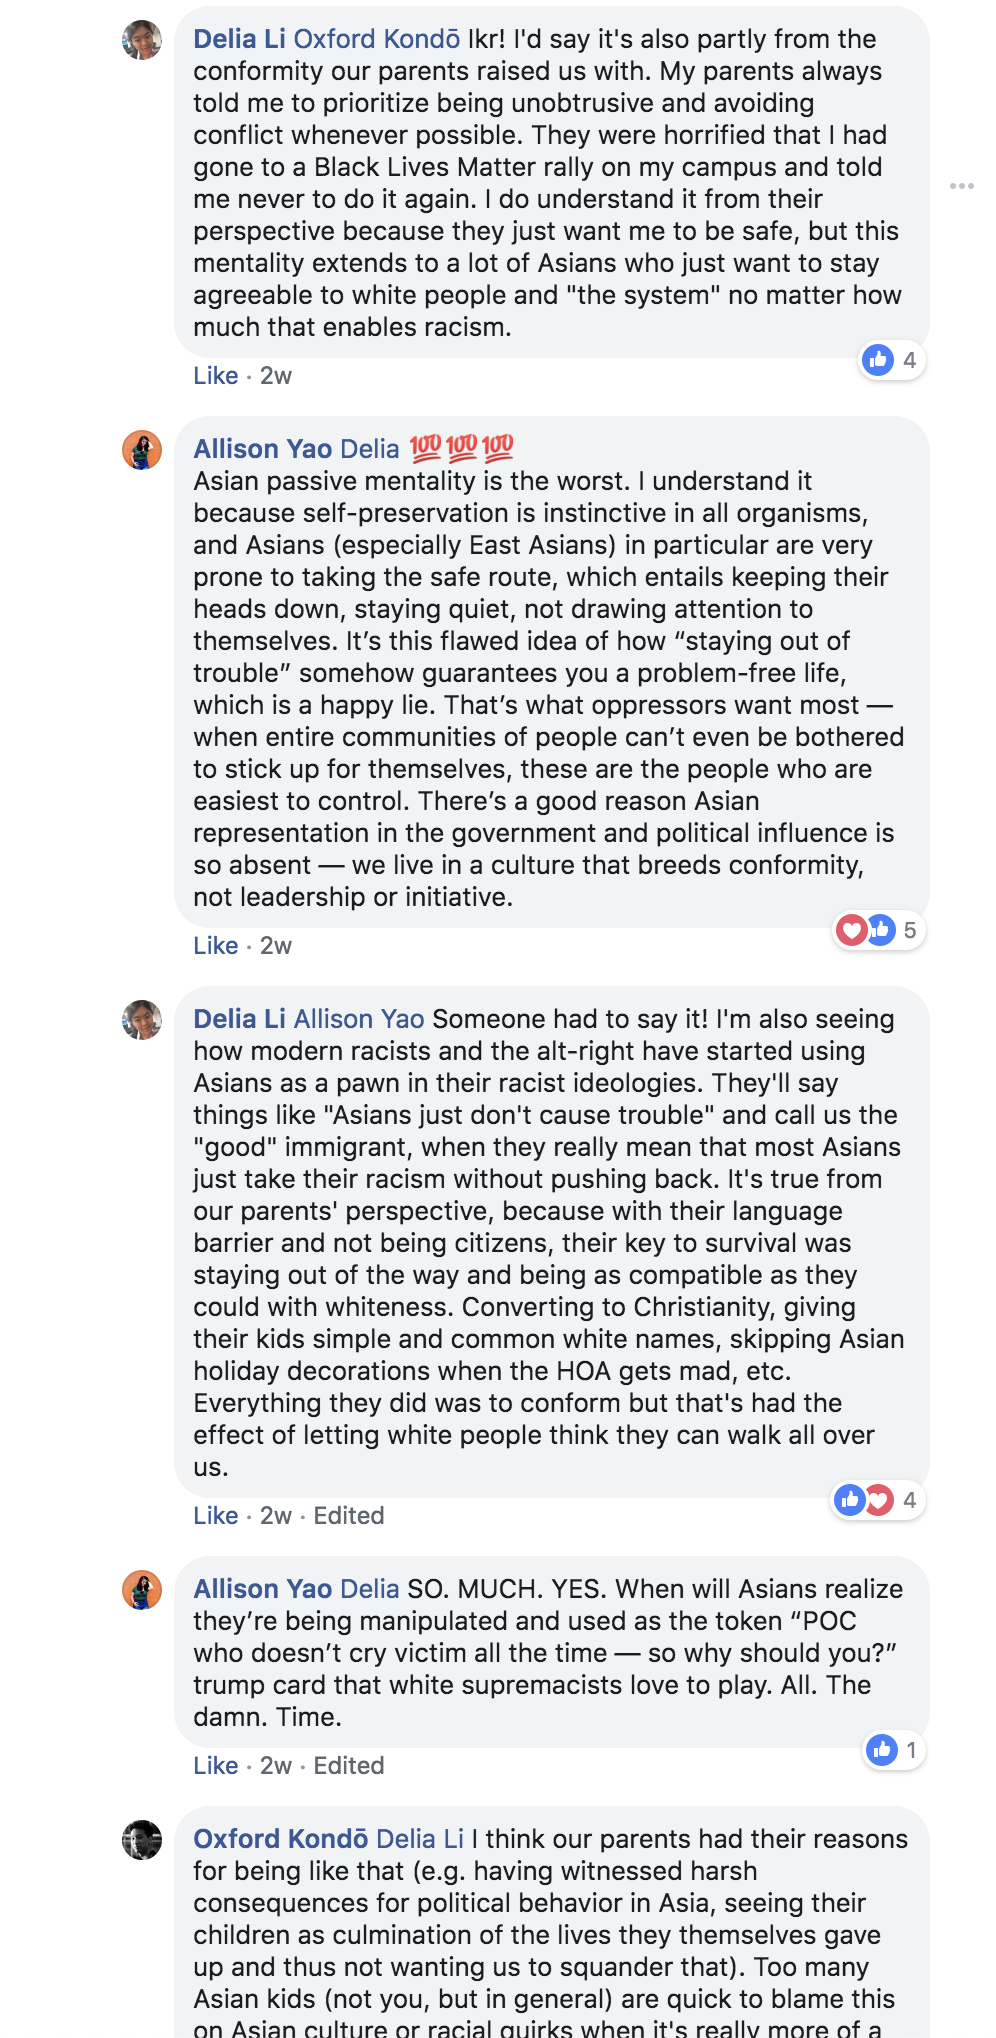 Delia Li Oxford Kondō Ikr! I'd say it's also partly from the
conformity our parents raised us with. My parents always
told me to prioritize being unobtrusive and avoiding
conflict whenever possible. They were horrified that I had
gone to a Black Lives Matter rally on my campus and told
me never to do it again. I do understand it from their
perspective because they just want me to be safe, but this
mentality extends to a lot of Asians who just want to stay
agreeable to white people and "the system" no matter how
much that enables racism.
4
Like · 2w
Allison Yao Delia 💯💯💯
Asian passive mentality is the worst. I understand it
because self-preservation is instinctive in all organisms,
and Asians (especially East Asians) in particular are very
prone to taking the safe route, which entails keeping their
heads down, staying quiet, not drawing attention to
themselves. It’s this flawed idea of how “staying out of
trouble” somehow guarantees you a problem-free life,
which is a happy lie. That’s what oppressors want most —
when entire communities of people can’t even be bothered
to stick up for themselves, these are the people who are
easiest to control. There’s a good reason Asian
representation in the government and political influence is
so absent — we live in a culture that breeds conformity,
not leadership or initiative.
5
Like · 2w
Delia Li Allison Yao Someone had to say it! I'm also seeing
how modern racists and the alt-right have started using
Asians as a pawn in their racist ideologies. They'll say
things like "Asians just don't cause trouble" and call us the
"good" immigrant, when they really mean that most Asians
just take their racism without pushing back. It's true from
our parents' perspective, because with their language
barrier and not being citizens, their key to survival was
staying out of the way and being as compatible as they
could with whiteness. Converting to Christianity, giving
their kids simple and common white names, skipping Asian
holiday decorations when the HOA gets mad, etc.
Everything they did was to conform but that's had the
effect of letting white people think they can walk all over
us.
4
Like · 2w · Edited
Allison Yao Delia SO. MUCH. YES. When will Asians realize
they’re being manipulated and used as the token “POC
who doesn’t cry victim all the time — so why should you?”
trump card that white supremacists love to play. All. The
damn. Time.
1
Like · 2w · Edited
Oxford Kondō Delia Li I think our parents had their reasons
for being like that (e.g. having witnessed harsh
consequences for political behavior in Asia, seeing their
children as culmination of the lives they themselves gave
up and thus not wanting us to squander that). Too many
Asian kids (not you, but in general) are quick to blame this
on Asian culture or racial quirks when it's really more of a